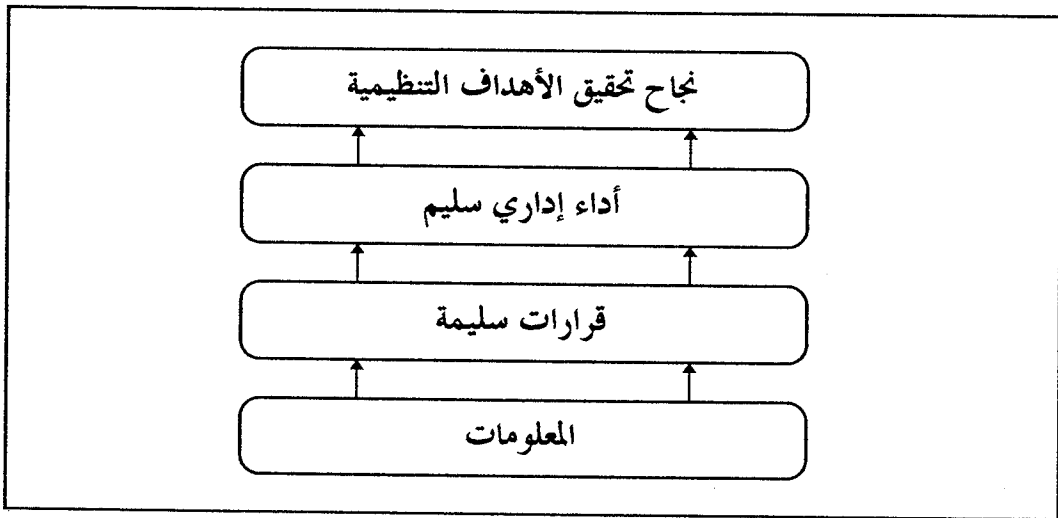 نجاح تحقيق الأهداف التنظيمية
أداء إداري سليم
قرارات سليمة
المعلومات